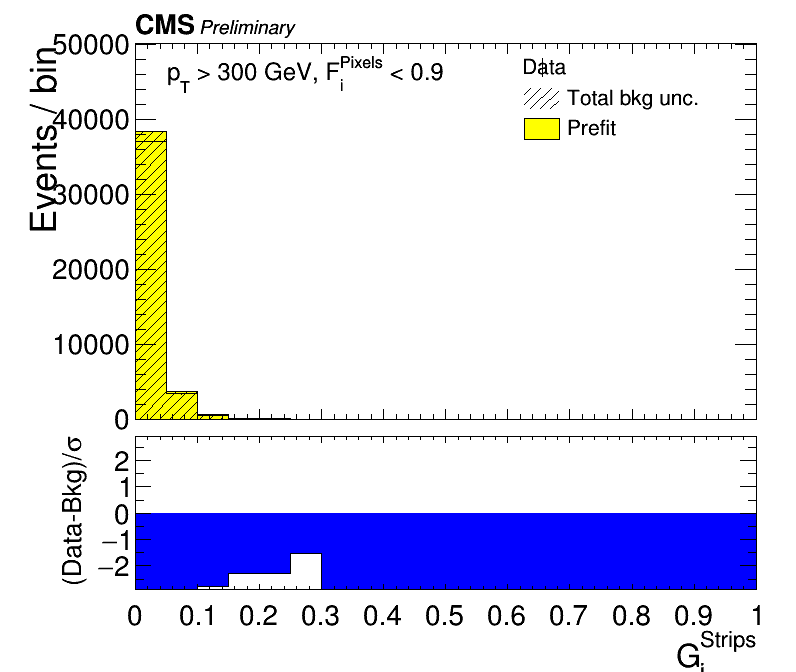 CMS Preliminary
Events / bin
50000
40000
30000
20000
10000
0
p_T > 300 GeV, F_i^Pixels < 0.9
Data
Total bkg unc.
Prefit
(Data-Bkg)/σ
2
1
0
−1
−2
0 0.1 0.2 0.3 0.4 0.5 0.6 0.7 0.8 0.9 1
G_i^Strips